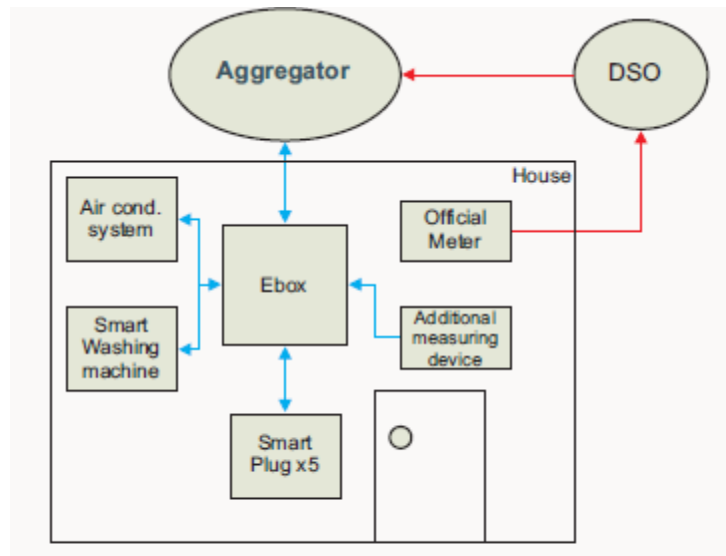 Aggregator
DSO
House
Air cond.
system
Official
Meter
Ebox
Smart
Washing
machine
Additional
measuring
device
Smart
Plug x5